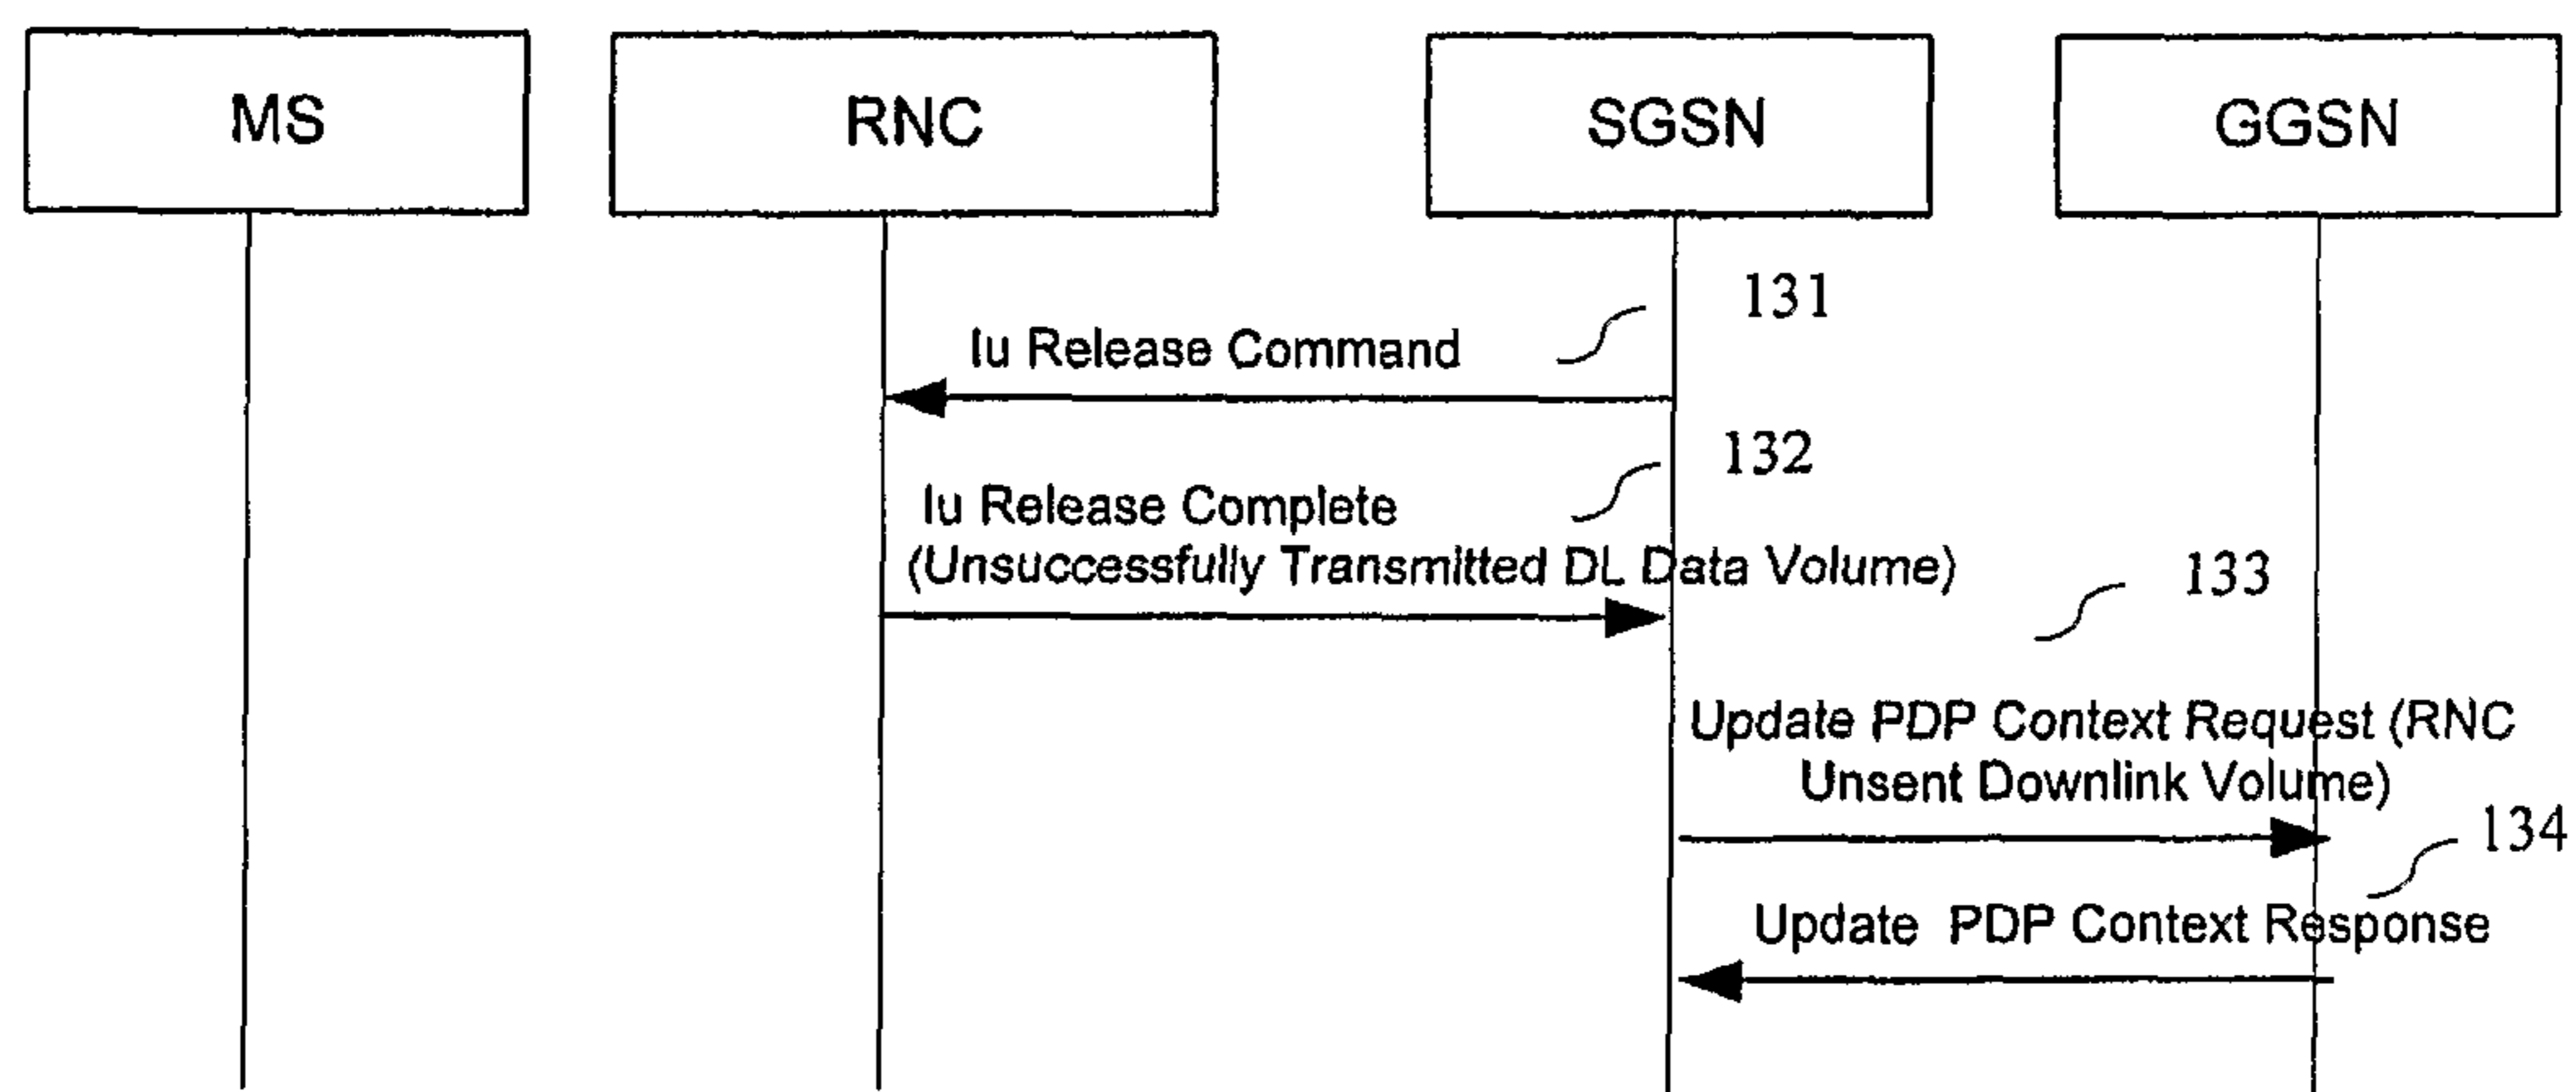 MS
RNC
SGSN
GGSN
131
Iu Release Command
132
Iu Release Complete
(Unsuccessfully Transmitted DL Data Volume)
133
Update PDP Context Request (RNC
Unsent Downlink Volume)
134
Update PDP Context Response